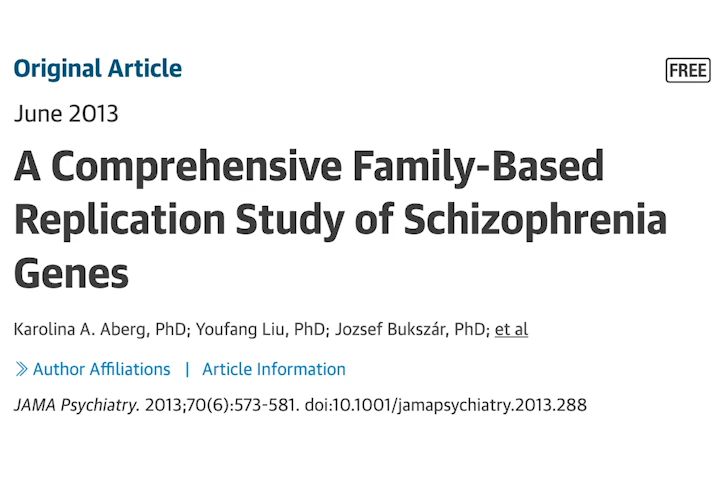 Original Article
FREE
June 2013
A Comprehensive Family-Based
Replication Study of Schizophrenia
Genes
Karolina A. Aberg, PhD; Youfang Liu, PhD; Jozsef Bukszár, PhD; et al
Author Affiliations | Article Information
JAMA Psychiatry. 2013;70(6):573-581. doi:10.1001/jamapsychiatry.2013.288